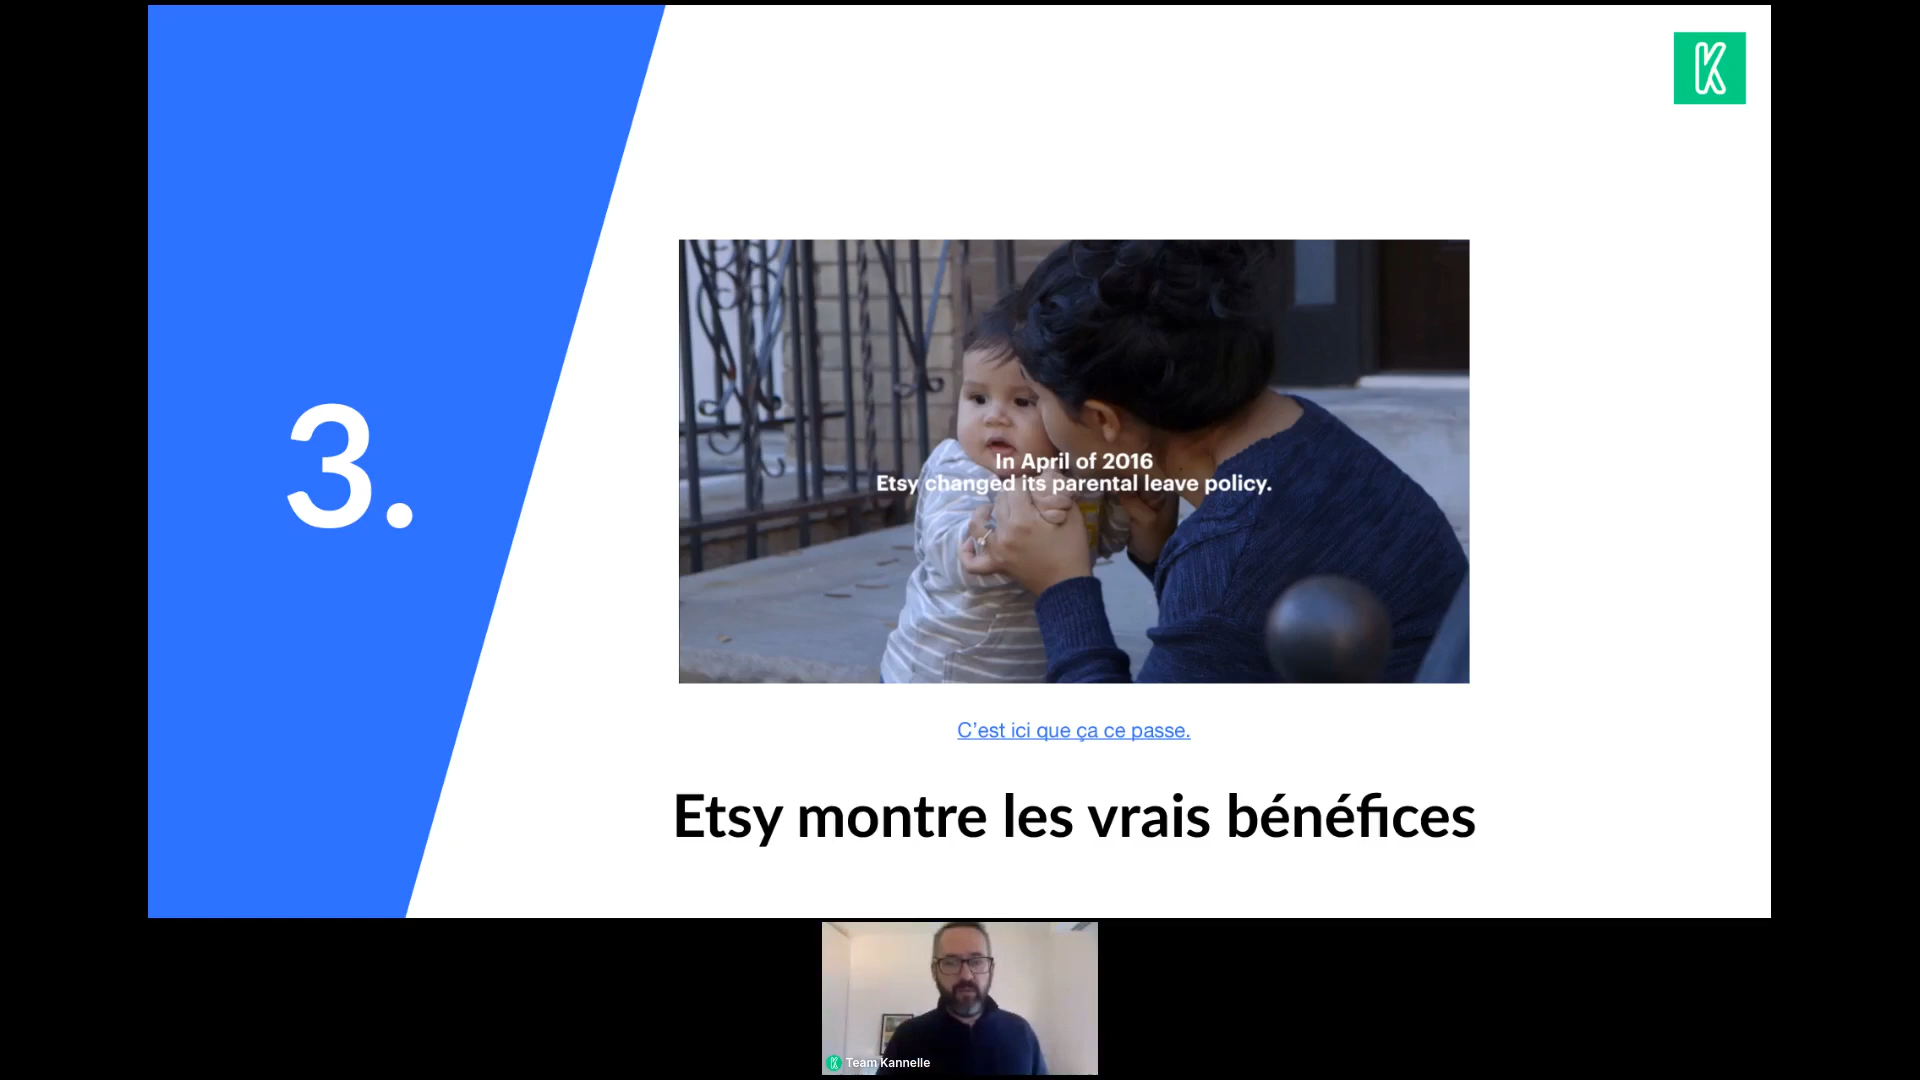 K
3.
In April of 2016
Etsy changed its parental leave policy.
C’est ici que ça ce passe.
Etsy montre les vrais bénéfices
K Team Kannelle